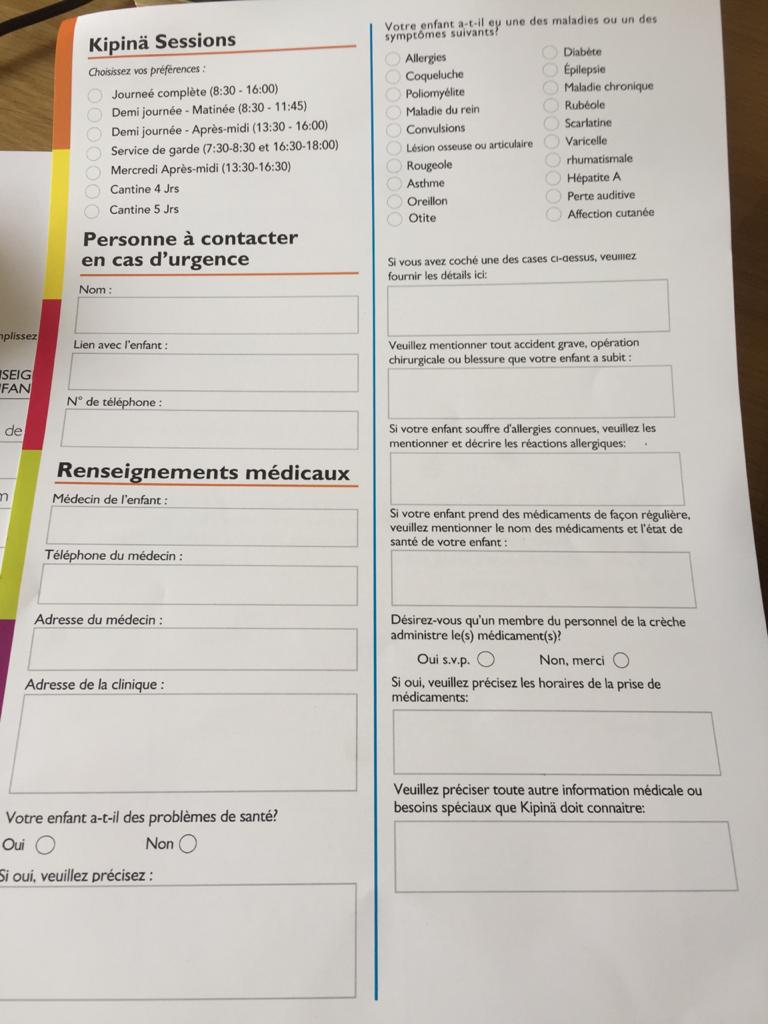 Kipinä Sessions
Choisissez vos préférences :
Journeé complète (8:30 - 16:00)
Demi journée - Matinée (8:30 - 11:45)
Demi journée - Après-midi (13:30 - 16:00)
Service de garde (7:30-8:30 et 16:30-18:00)
Mercredi Après-midi (13:30-16:30)
Cantine 4 Jrs
Cantine 5 Jrs
Personne à contacter
en cas d'urgence
Nom :
Lien avec l'enfant :
N° de téléphone :
Renseignements médicaux
Médecin de l'enfant :
Téléphone du médecin :
Adresse du médecin :
Adresse de la clinique :
Votre enfant a-t-il des problèmes de santé?
Oui
Non
Si oui, veuillez précisez :
Votre enfant a-t-il eu une des maladies ou un des
symptômes suivants?
Allergies
Coqueluche
Poliomyélite
Maladie du rein
Convulsions
Lésion osseuse ou articulaire
Rougeole
Asthme
Oreillon
Otite
Diabéte
Épilepsie
Maladie chronique
Rubéole
Scarlatine
Varicelle
rhumatismale
Hépatite A
Perte auditive
Affection cutanée
Si vous avez coché une des cases ci-dessus, veuillez
fournir les détails ici:
Veuillez mentionner tout accident grave, opération
chirurgicale ou blessure que votre enfant a subit :
Si votre enfant souffre d'allergies connues, veuillez les
mentionner et décrire les réactions allergiques:
Si votre enfant prend des médicaments de façon régulière,
veuillez mentionner le nom des médicaments et l'état de
santé de votre enfant :
Désirez-vous qu'un membre du personnel de la crèche
administre le(s) médicament(s)?
Oui s.v.p.
Non, merci
Si oui, veuillez précisez les horaires de la prise de
médicaments:
Veuillez préciser toute autre information médicale ou
besoins spéciaux que Kipinä doit connaitre:
de